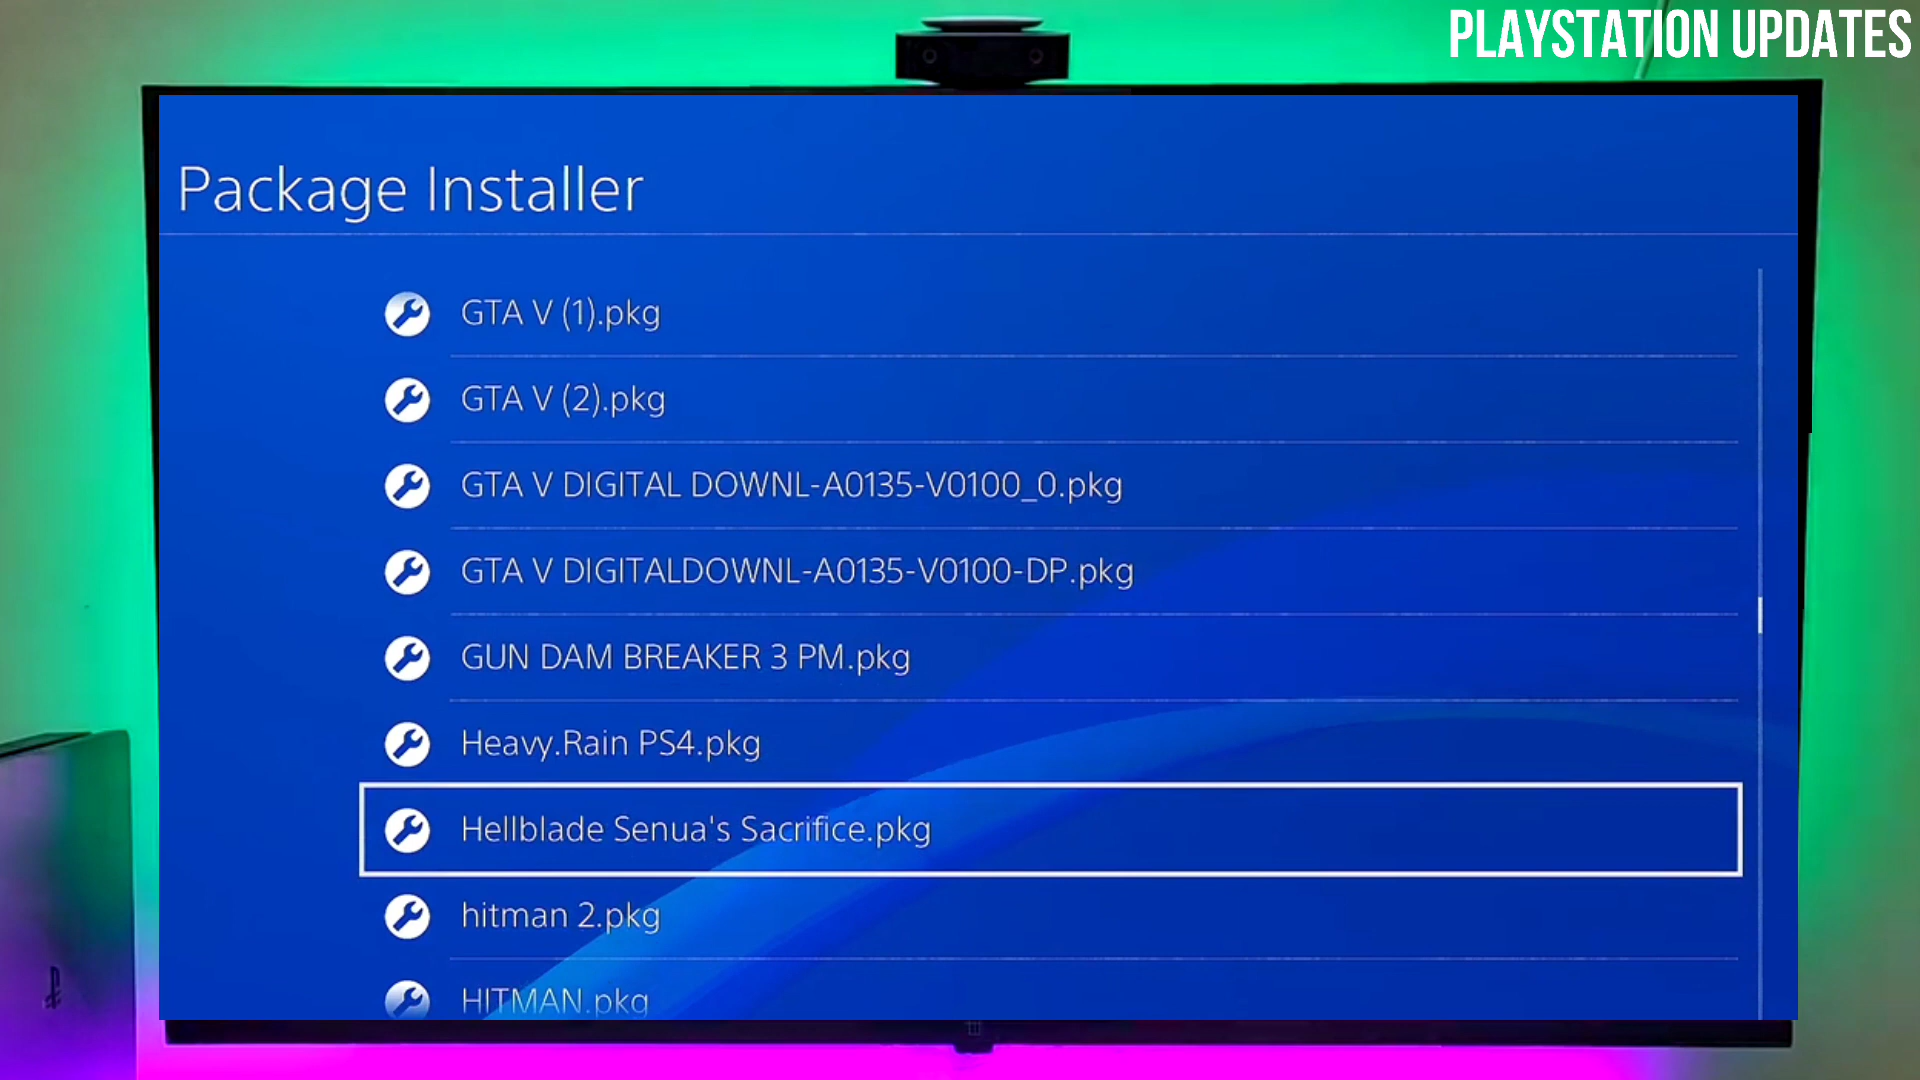 PLAYSTATION UPDATES
Package Installer
GTA V (1).pkg
GTA V (2).pkg
GTA V DIGITAL DOWNL-A0135-V0100_0.pkg
GTA V DIGITALDOWNL-A0135-V0100-DP.pkg
GUN DAM BREAKER 3 PM.pkg
Heavy.Rain PS4.pkg
Hellblade Senua's Sacrifice.pkg
hitman 2.pkg
HITMAN.pkg